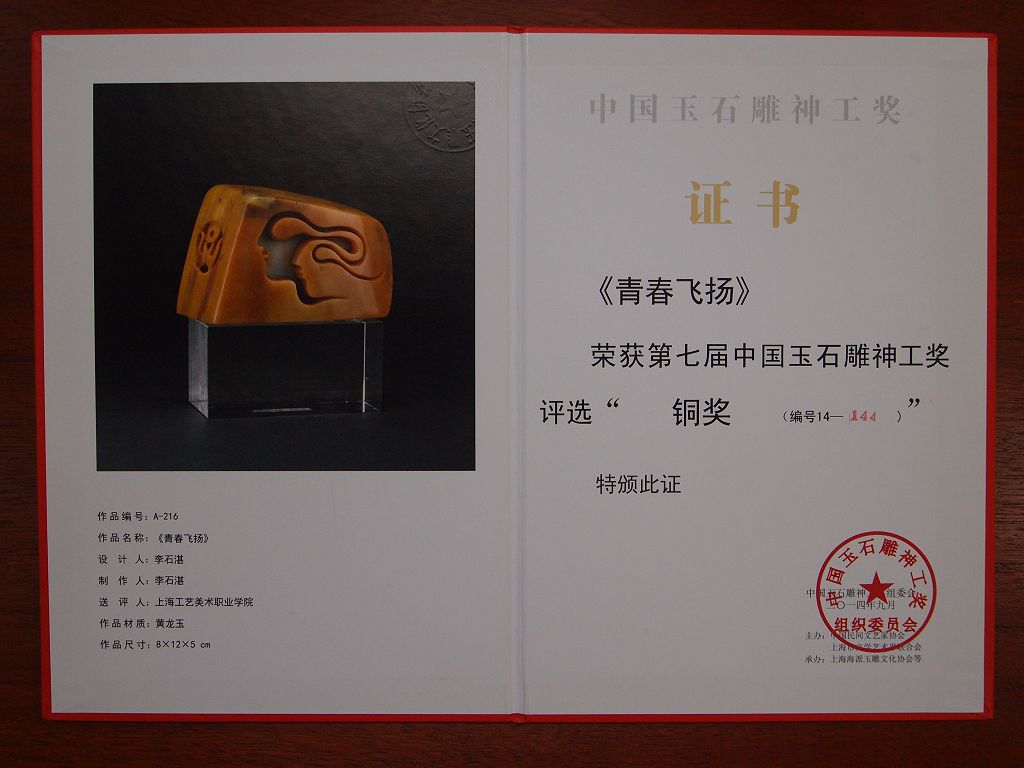 作品编号：A-216
作品名称：《青春飞扬》
设 计 人：李石湛
制 作 人：李石湛
送 评 人：上海工艺美术职业学院
作品材质：黄龙玉
作品尺寸：8×12×5 cm
中国玉石雕神工奖
证书
《青春飞扬》
荣获第七届中国玉石雕神工奖
评选“ 铜奖 （编号14—144 ）”
特颁此证
中国玉石雕神工奖
组织委员会
中国玉石雕神 组委会
二〇一四年九月
主办：中国民间文艺家协会
上海市文学艺术界联合会
承办：上海海派玉雕文化协会等